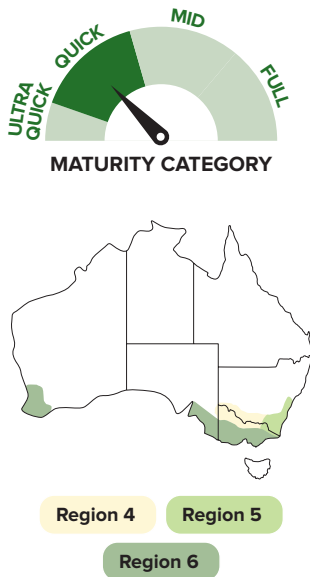 ULTRA
QUICK
QUICK
MID
FULL
MATURITY CATEGORY
Region 4
Region 5
Region 6